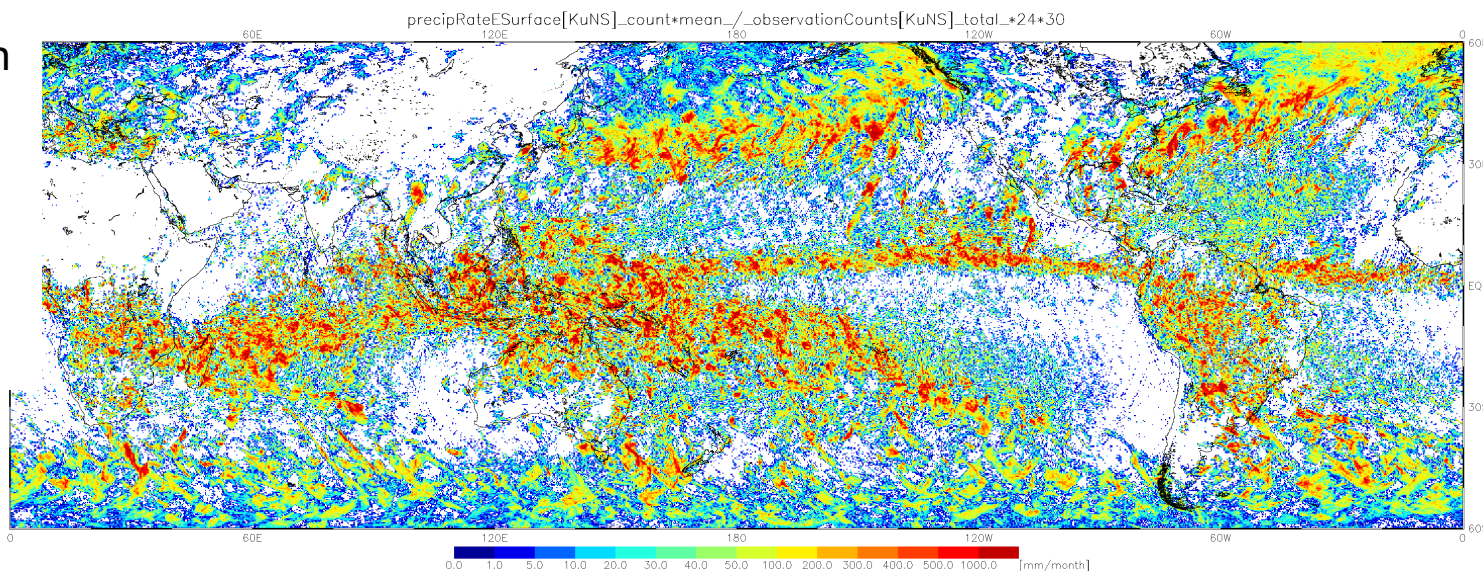 precipRateESurface[KuNS]_count*mean_/_observationCounts[KuNS]_total_*24*30
n
60E 120E 180 120W 60W 0
60N
30N
EQ
30S
60S
0 60E 120E 180 120W 60W 0
0.0 1.0 5.0 10.0 20.0 30.0 40.0 50.0 100.0 200.0 300.0 400.0 500.0 1000.0 [mm/month]